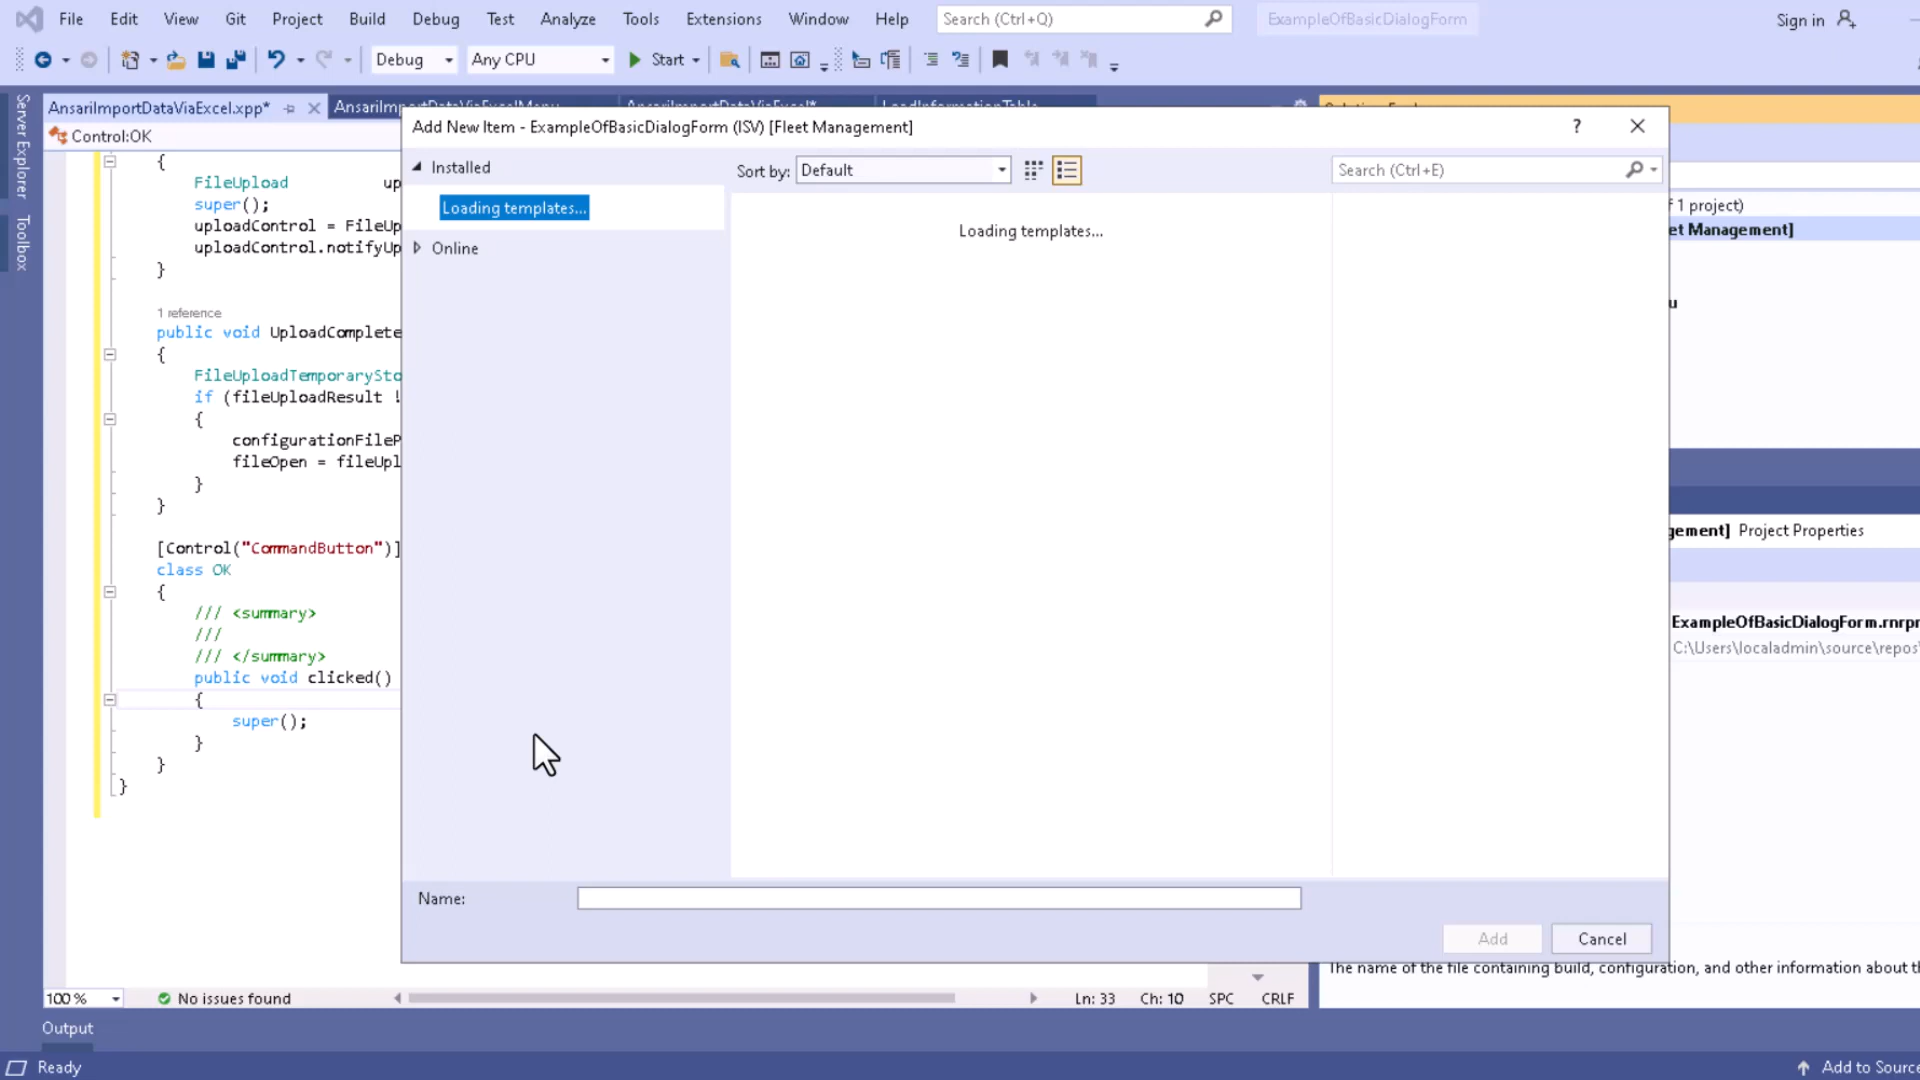 File Edit View Git Project Build Debug Test Analyze Tools Extensions Window Help Search (Ctrl+Q) ExampleOfBasicDialogForm Sign in
Debug Any CPU Start
Server Explorer
Toolbox
AnsariImportDataViaExcel.xpp* AnsariImportDataViaExcelMenu AnsariImportDataViaExcel* LoadInformationTable
Control:OK
{
FileUpload up
super();
uploadControl = FileUp
uploadControl.notifyUp
}
1 reference
public void UploadComplete
{
FileUploadTemporarySto
if (fileUploadResult !
{
configurationFileP
fileOpen = fileUpl
}
}
[Control("CommandButton")]
class OK
{
/// <summary>
///
/// </summary>
public void clicked()
{
super();
}
}
}
Add New Item - ExampleOfBasicDialogForm (ISV) [Fleet Management]
Installed
Loading templates...
Online
Sort by: Default
Search (Ctrl+E)
Loading templates...
Name:
Add Cancel
f 1 project)
et Management]
u
gement] Project Properties
ExampleOfBasicDialogForm.rnrpr
C:\Users\localadmin\source\repos\
The name of the file containing build, configuration, and other information about th
100 % No issues found Ln: 33 Ch: 10 SPC CRLF
Output
Ready Add to Source